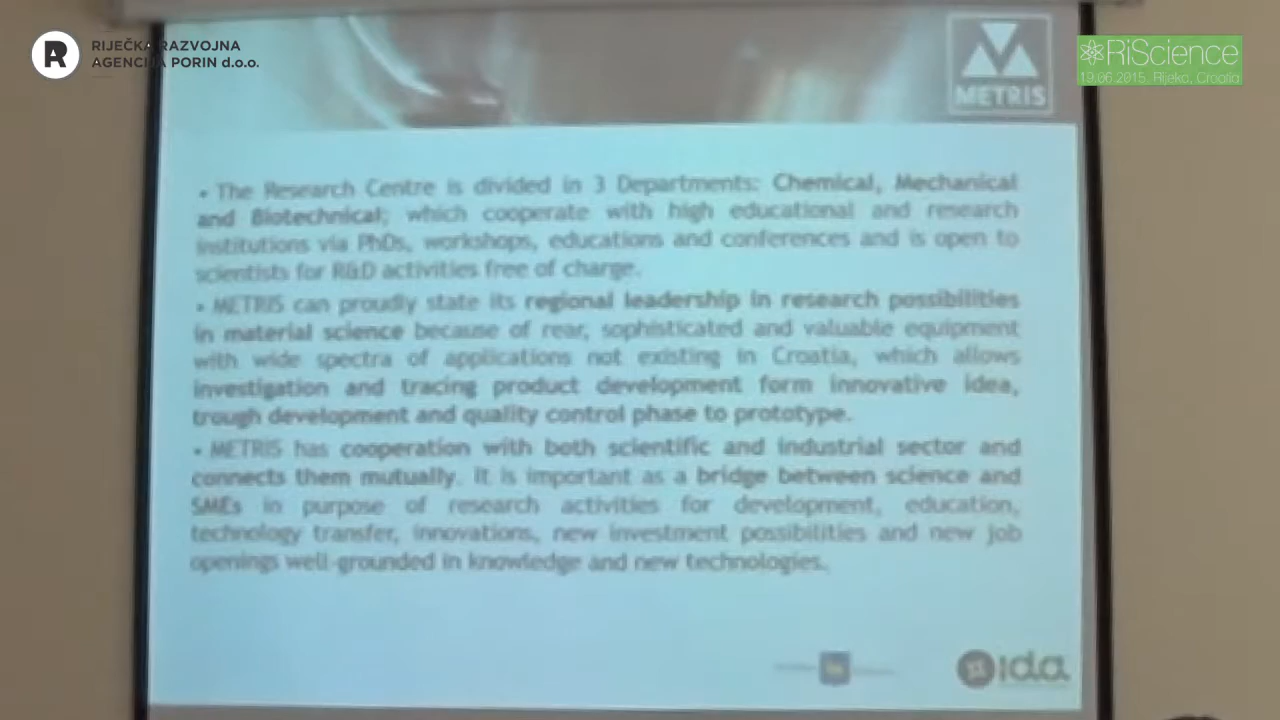 RIJEČKA RAZVOJNA
AGENCIJA PORIN d.o.o.
METRIS
RiScience
19.06.2015. Rijeka, Croatia
• The Research Centre is divided in 3 Departments: Chemical, Mechanical
and Biotechnical; which cooperate with high educational and research
institutions via PhDs, workshops, educations and conferences and is open to
scientists for R&D activities free of charge.
• METRIS can proudly state its regional leadership in research possibilities
in material science because of rear, sophisticated and valuable equipment
with wide spectra of applications not existing in Croatia, which allows
investigation and tracing product development form innovative idea,
trough development and quality control phase to prototype.
• METRIS has cooperation with both scientific and industrial sector and
connects them mutually. It is important as a bridge between science and
SMEs in purpose of research activities for development, education,
technology transfer, innovations, new investment possibilities and new job
openings well-grounded in knowledge and new technologies.
ida